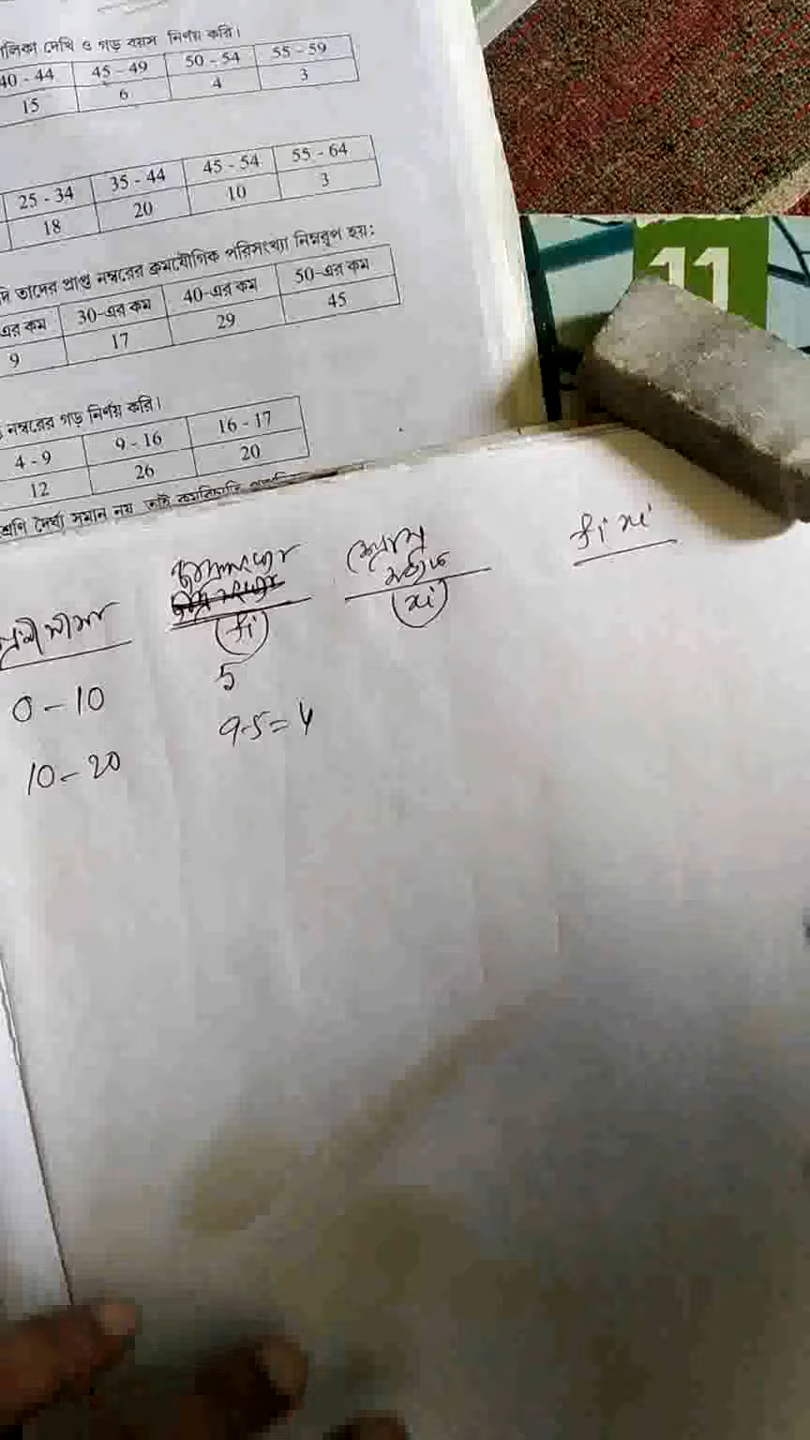 দেখি ও গড় বয়স নির্ণয় করি।
40 - 44 45 - 49 50 - 54 55 - 59
15 6 4 3
25 - 34 35 - 44 45 - 54 55 - 64
18 20 10 3
তাদের প্রাপ্ত নম্বরের ক্রমযৌগিক পরিসংখ্যা নিম্নরূপ হয়:
এর কম 30-এর কম 40-এর কম 50-এর কম
9 17 29 45
নম্বরের গড় নির্ণয় করি।
4 - 9 9 - 16 16 - 17
12 26 20
শ্রেণি দৈর্ঘ্য সমান নয়
11
শ্রেণী সীমা
(fi) (xi) fi xi
0 - 10 5
10 - 20 9-5=4